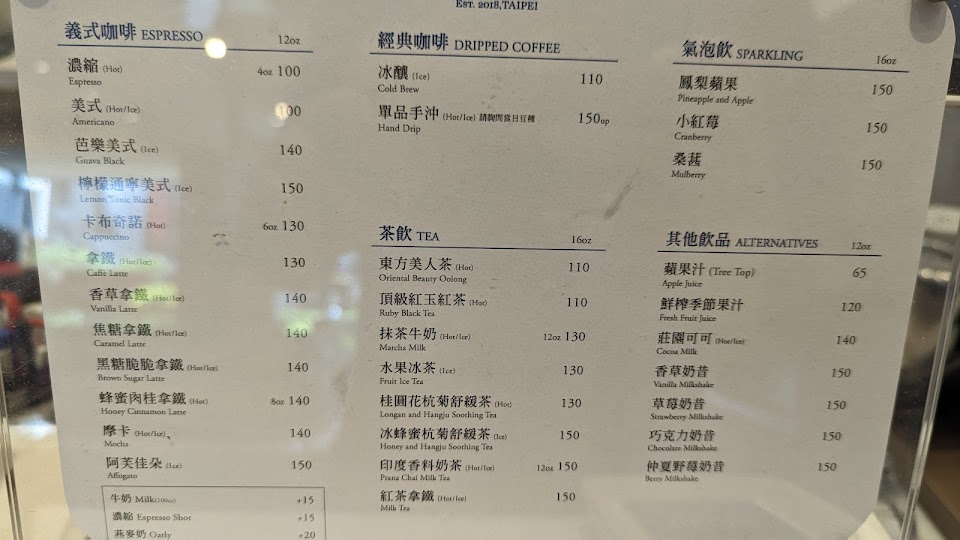 EST. 2018,TAIPEI
義式咖啡 ESPRESSO 12oz
濃縮 (Hot) 4oz 100
Espresso
美式 (Hot/Ice) 100
Americano
芭樂美式 (Ice) 140
Guava Black
檸檬通寧美式 (Ice) 150
Lemon Tonic Black
卡布奇諾 (Hot) 6oz 130
Cappuccino
拿鐵 (Hot/Ice) 130
Caffè Latte
香草拿鐵 (Hot/Ice) 140
Vanilla Latte
焦糖拿鐵 (Hot/Ice) 140
Caramel Latte
黑糖脆脆拿鐵 (Hot/Ice) 140
Brown Sugar Latte
蜂蜜肉桂拿鐵 (Hot) 8oz 140
Honey Cinnamon Latte
摩卡 (Hot/Ice) 140
Mocha
阿芙佳朵 (Ice) 150
Affogato
牛奶 Milk(100cc) +15
濃縮 Espresso Shot +15
燕麥奶 Oatly +20
經典咖啡 DRIPPED COFFEE
冰釀 (Ice) 110
Cold Brew
單品手沖 (Hot/Ice) 請詢問當日豆種 150up
Hand Drip
茶飲 TEA 16oz
東方美人茶 (Hot) 110
Oriental Beauty Oolong
頂級紅玉紅茶 (Hot) 110
Ruby Black Tea
抹茶牛奶 (Hot/Ice) 12oz 130
Matcha Milk
水果冰茶 (Ice) 130
Fruit Ice Tea
桂圓花杭菊舒緩茶 (Hot) 130
Longan and Hangju Soothing Tea
冰蜂蜜杭菊舒緩茶 (Ice) 150
Honey and Hangju Soothing Tea
印度香料奶茶 (Hot/Ice) 12oz 150
Prana Chai Milk Tea
紅茶拿鐵 (Hot/Ice) 150
Milk Tea
氣泡飲 SPARKLING 16oz
鳳梨蘋果 150
Pineapple and Apple
小紅莓 150
Cranberry
桑葚 150
Mulberry
其他飲品 ALTERNATIVES 12oz
蘋果汁 (Tree Top) 65
Apple Juice
鮮榨季節果汁 120
Fresh Fruit Juice
莊園可可 (Hot/Ice) 140
Cocoa Milk
香草奶昔 150
Vanilla Milkshake
草莓奶昔 150
Strawberry Milkshake
巧克力奶昔 150
Chocolate Milkshake
仲夏野莓奶昔 150
Berry Milkshake